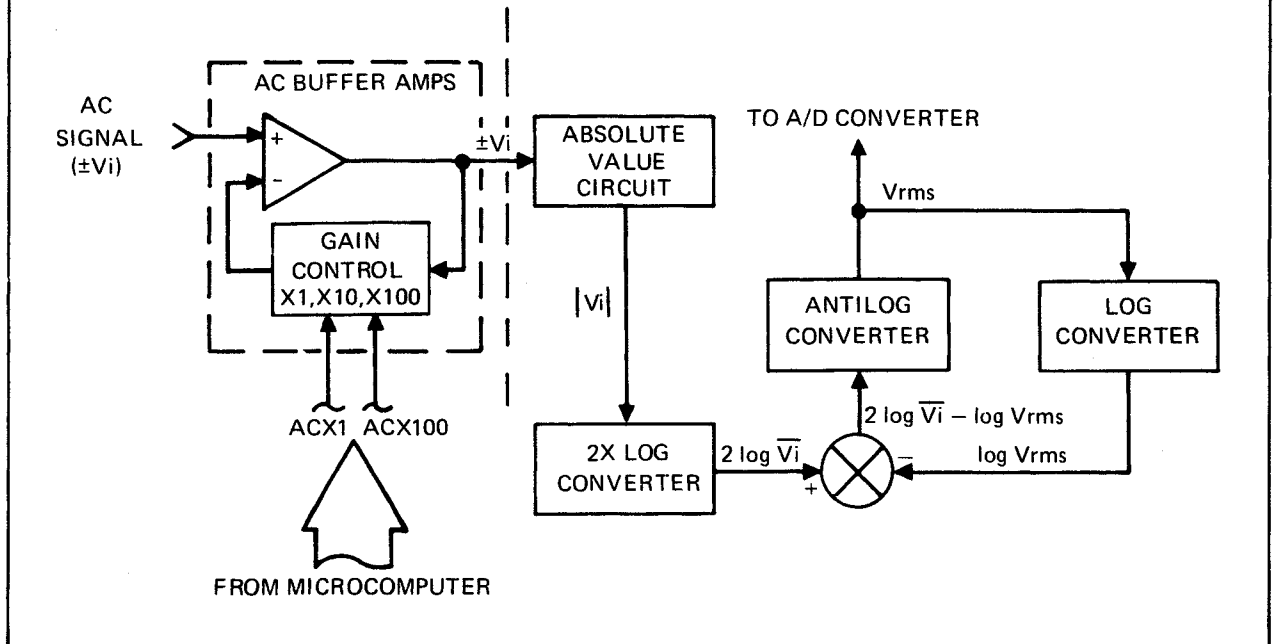 AC BUFFER AMPS
AC
SIGNAL
(±Vi)
+
-
GAIN
CONTROL
X1,X10,X100
ACX1 ACX100
FROM MICROCOMPUTER
±Vi
ABSOLUTE
VALUE
CIRCUIT
|Vi|
2X LOG
CONVERTER
2 log V̅i̅
+
−
2 log V̅i̅ − log Vrms
log Vrms
ANTILOG
CONVERTER
LOG
CONVERTER
Vrms
TO A/D CONVERTER